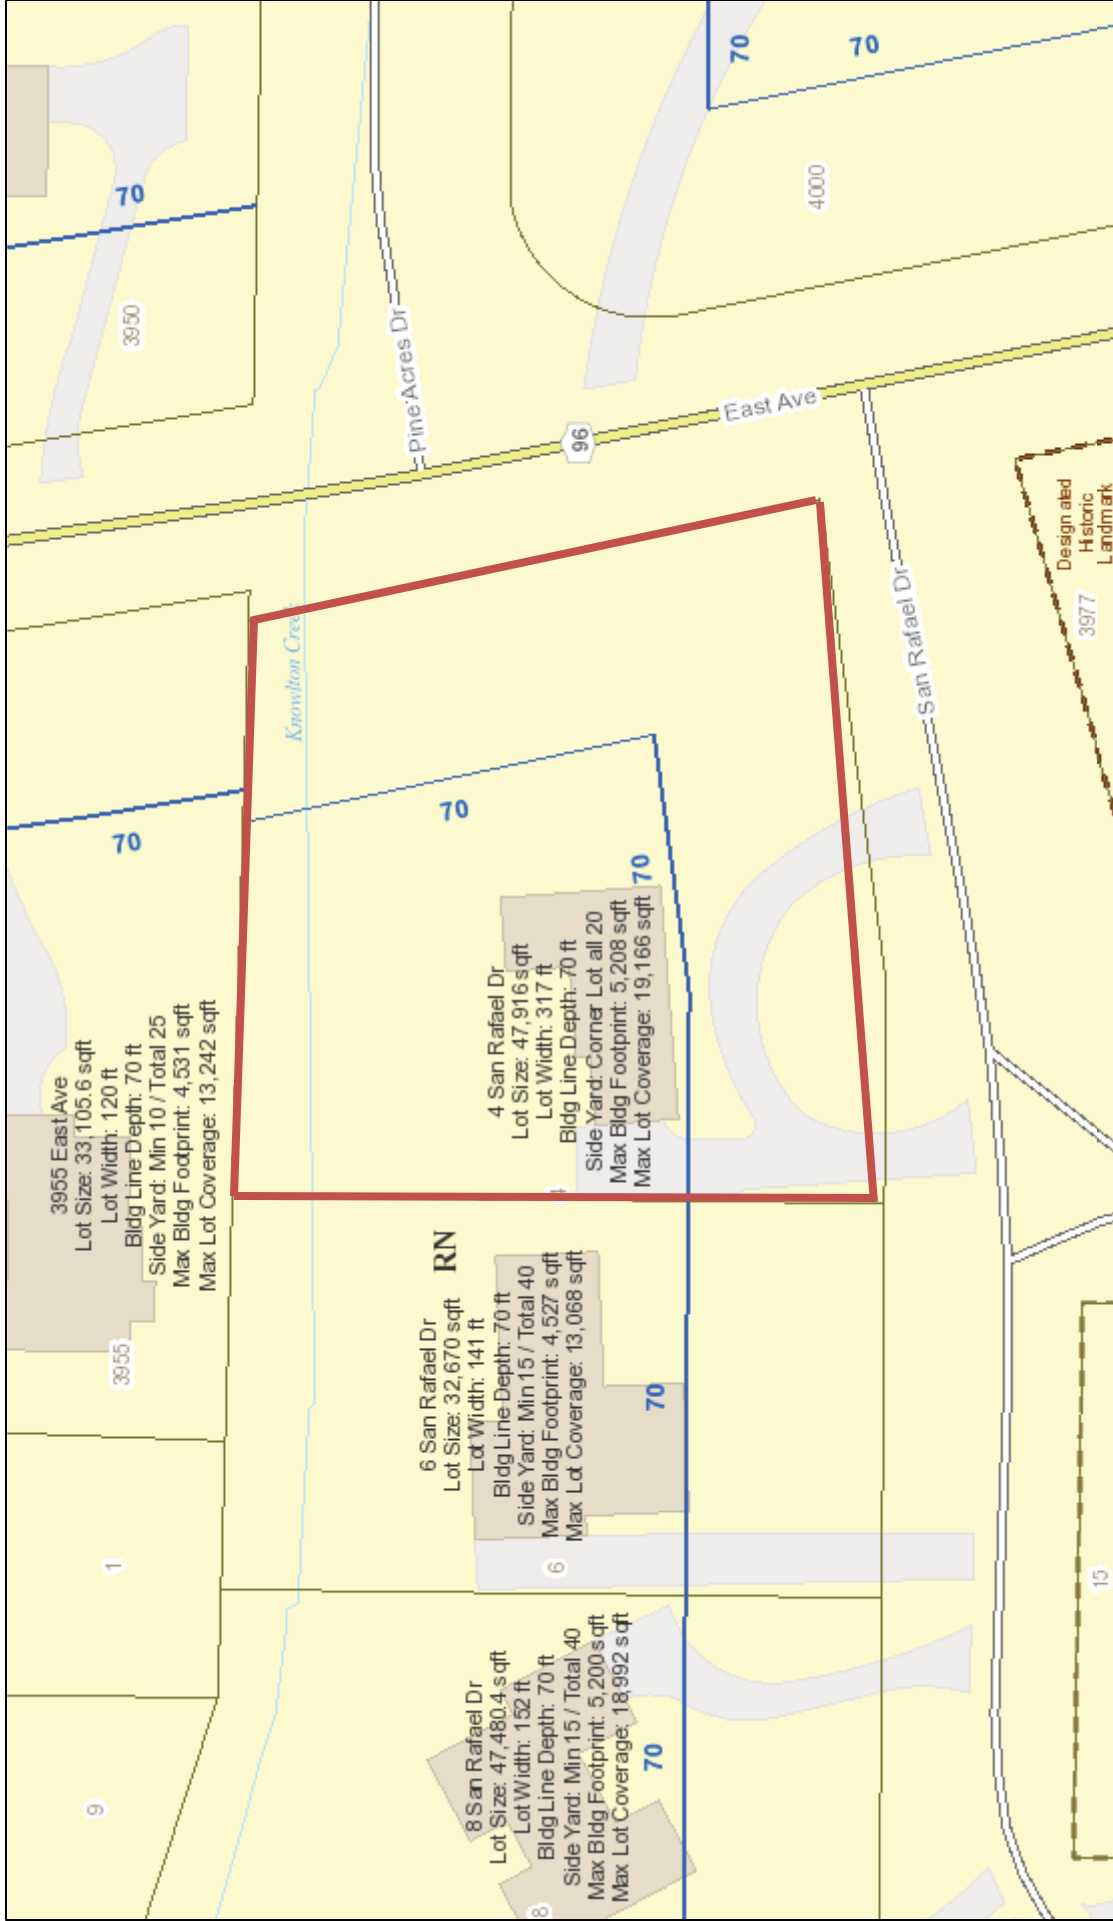 70
70
70
3950
4000
Pine Acres Dr
East Ave
96
Knowlton Creek
San Rafael Dr
Designated
Historic
Landmark
3977
70
70
70
3955 East Ave
Lot Size: 33,105.6 sqft
Lot Width: 120 ft
Bldg Line Depth: 70 ft
Side Yard: Min 10 / Total 25
Max Bldg Footprint: 4,531 sqft
Max Lot Coverage: 13,242 sqft
3955
4 San Rafael Dr
Lot Size: 47,916 sqft
Lot Width: 317 ft
Bldg Line Depth: 70 ft
Side Yard: Corner Lot all 20
Max Bldg Footprint: 5,208 sqft
Max Lot Coverage: 19,166 sqft
4
RN
6 San Rafael Dr
Lot Size: 32,670 sqft
Lot Width: 141 ft
Bldg Line Depth: 70 ft
Side Yard: Min 15 / Total 40
Max Bldg Footprint: 4,527 sqft
Max Lot Coverage: 13,068 sqft
70
1
6
15
8 San Rafael Dr
Lot Size: 47,480.4 sqft
Lot Width: 152 ft
Bldg Line Depth: 70 ft
Side Yard: Min 15 / Total 40
Max Bldg Footprint: 5,200 sqft
Max Lot Coverage: 18,992 sqft
70
9
8